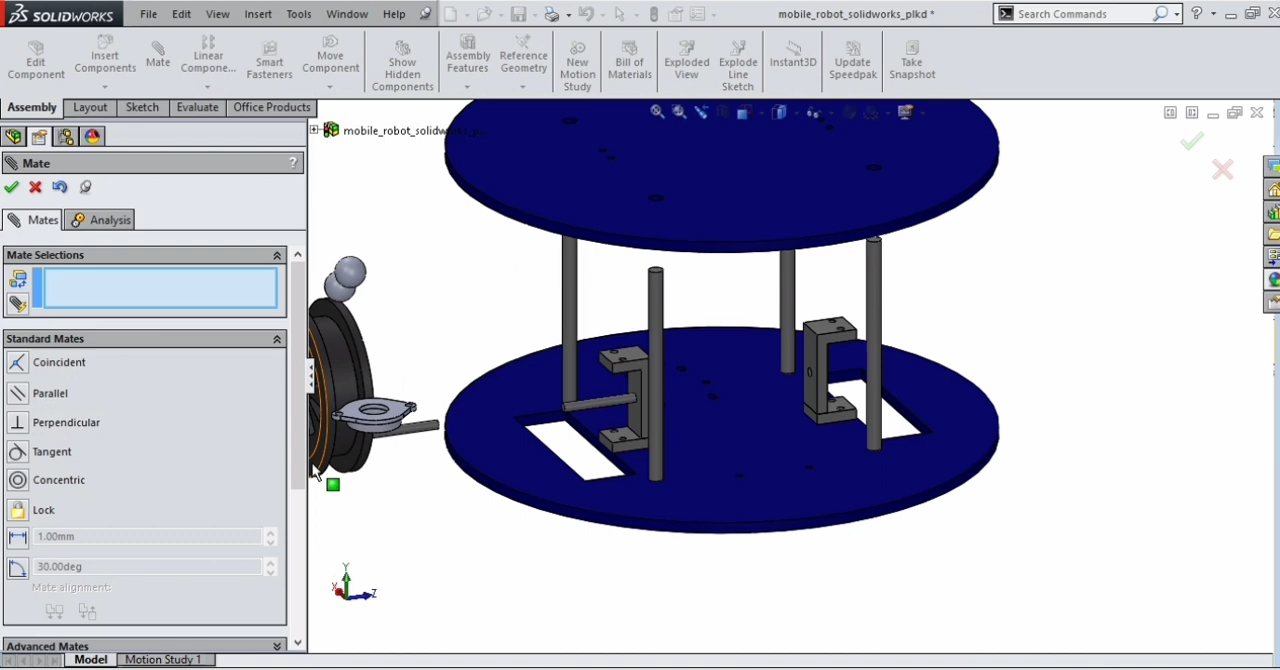 SOLIDWORKS File Edit View Insert Tools Window Help mobile_robot_solidworks_plkd * Search Commands
Edit Component
Insert Components
Mate
Linear Compone...
Smart Fasteners
Move Component
Show Hidden Components
Assembly Features
Reference Geometry
New Motion Study
Bill of Materials
Exploded View
Explode Line Sketch
Instant3D
Update Speedpak
Take Snapshot
Assembly Layout Sketch Evaluate Office Products
mobile_robot_solidworks_p...
Mate ?
Mates Analysis
Mate Selections
Standard Mates
Coincident
Parallel
Perpendicular
Tangent
Concentric
Lock
1.00mm
30.00deg
Mate alignment:
Advanced Mates
Y
X
Z
Model Motion Study 1